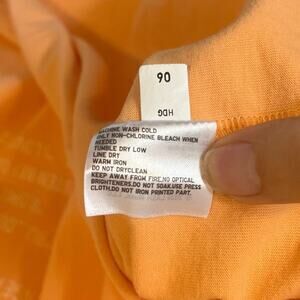 90
HDG
MACHINE WASH COLD
ONLY NON-CHLORINE BLEACH WHEN
NEEDED
TUMBLE DRY LOW
LINE DRY
WARM IRON
DO NOT DRYCLEAN
KEEP AWAY FROM FIRE.NO OPTICAL
BRIGHTENERS.DO NOT SOAK.USE PRESS
CLOTH.DO NOT IRON PRINTED PART.